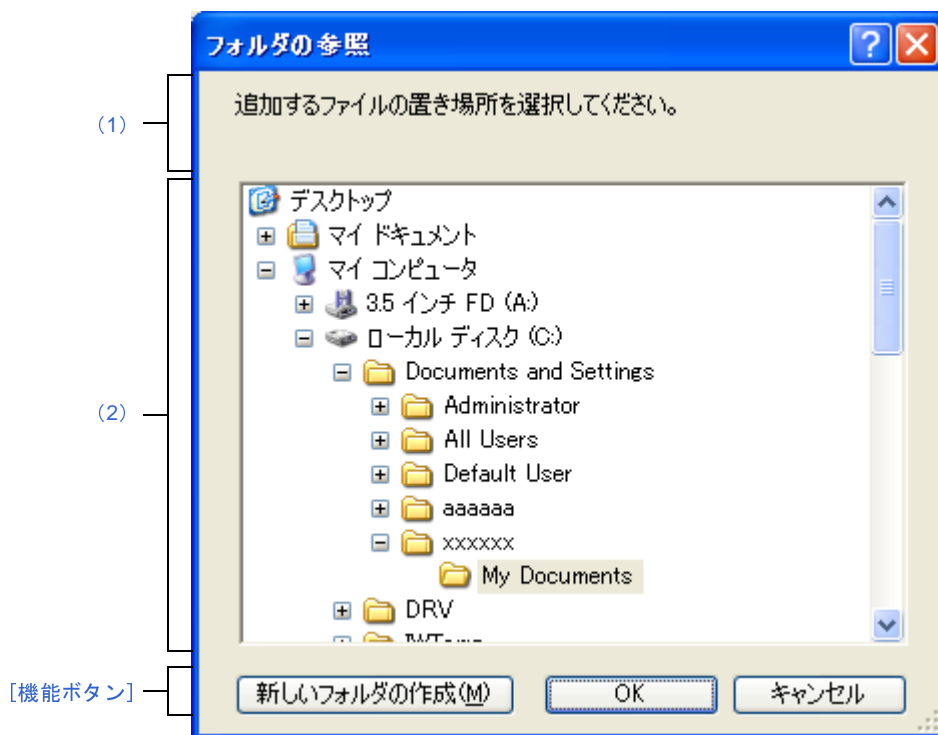 フォルダの参照
(1)
追加するファイルの置き場所を選択してください。
(2)
デスクトップ
マイ ドキュメント
マイ コンピュータ
3.5 インチ FD (A:)
ローカル ディスク (C:)
Documents and Settings
Administrator
All Users
Default User
aaaaaa
xxxxxx
My Documents
DRV
[機能ボタン]
新しいフォルダの作成(M) OK キャンセル